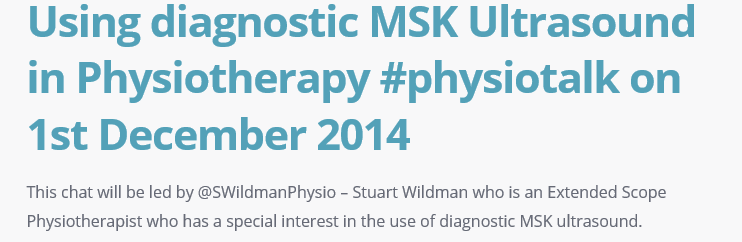 Using diagnostic MSK Ultrasound
in Physiotherapy #physiotalk on
1st December 2014
This chat will be led by @SWildmanPhysio – Stuart Wildman who is an Extended Scope
Physiotherapist who has a special interest in the use of diagnostic MSK ultrasound.